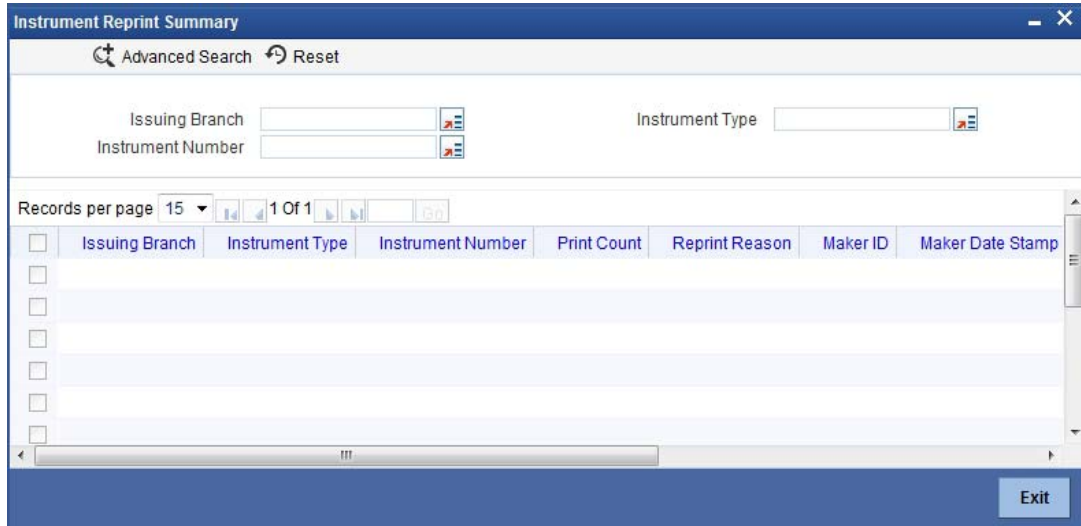 Instrument Reprint Summary
Advanced Search Reset
Issuing Branch Instrument Type
Instrument Number
Records per page 15 1 Of 1 Go
Issuing Branch Instrument Type Instrument Number Print Count Reprint Reason Maker ID Maker Date Stamp
Exit